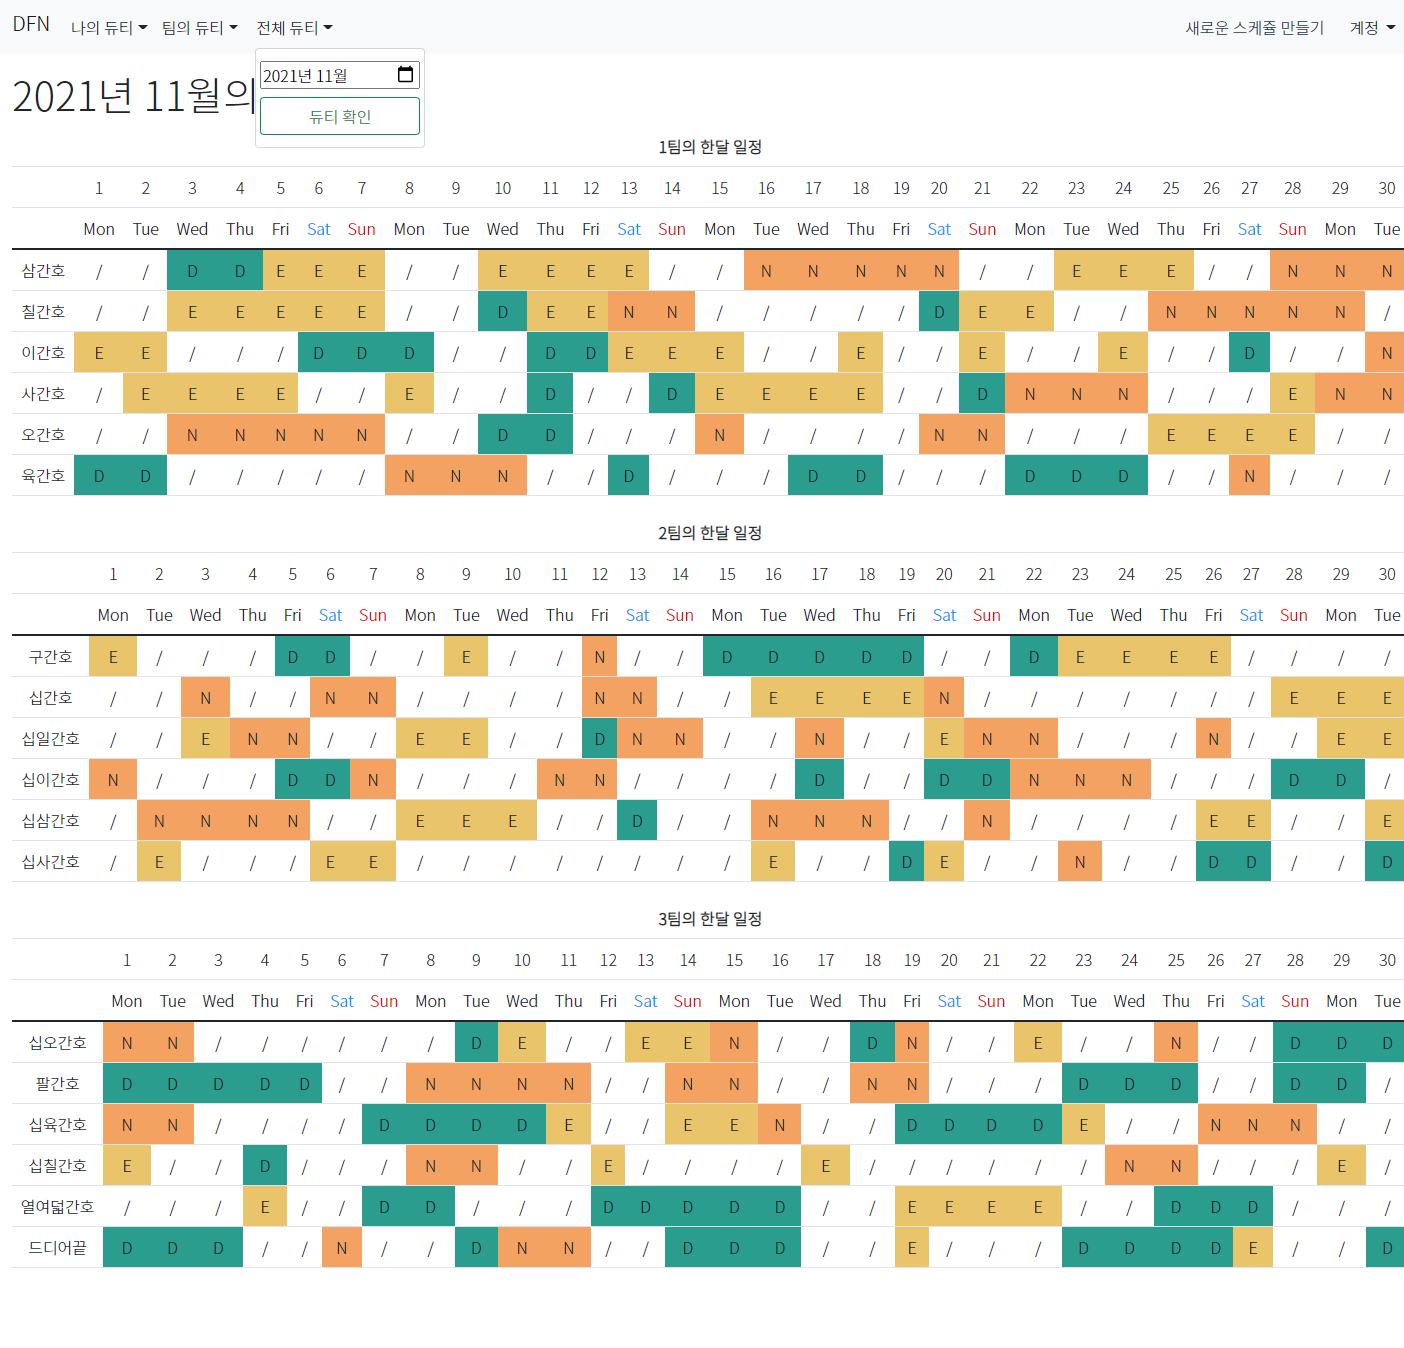 DFN 나의 듀티 팀의 듀티 전체 듀티 새로운 스케쥴 만들기 계정
2021년 11월
2021년 11월의
듀티 확인
1팀의 한달 일정
1 2 3 4 5 6 7 8 9 10 11 12 13 14 15 16 17 18 19 20 21 22 23 24 25 26 27 28 29 30
Mon Tue Wed Thu Fri Sat Sun Mon Tue Wed Thu Fri Sat Sun Mon Tue Wed Thu Fri Sat Sun Mon Tue Wed Thu Fri Sat Sun Mon Tue
삼간호 / / D D E E E / / E E E E / / N N N N N / / E E E / / N N N
칠간호 / / E E E E E / / D E E N N / / / / / D E E / / N N N N N /
이간호 E E / / / D D D / / D D E E E / / E / / E / / E / / D / / N
사간호 / E E E E / / E / / D / / D E E E E / / D N N N / / / E N N
오간호 / / N N N N N / / D D / / / N / / / / N N / / / E E E E / /
육간호 D D / / / / / N N N / / D / / / D D / / / D D D / / N / / /
2팀의 한달 일정
1 2 3 4 5 6 7 8 9 10 11 12 13 14 15 16 17 18 19 20 21 22 23 24 25 26 27 28 29 30
Mon Tue Wed Thu Fri Sat Sun Mon Tue Wed Thu Fri Sat Sun Mon Tue Wed Thu Fri Sat Sun Mon Tue Wed Thu Fri Sat Sun Mon Tue
구간호 E / / / D D / / E / / N / / D D D D D / / D E E E E / / / /
십간호 / / N / / N N / / / / N N / / E E E E N / / / / / / / E E E
십일간호 / / E N N / / E E / / D N N / / N / / E N N / / / N / / E E
십이간호 N / / / D D N / / / N N / / / / D / / D D N N N / / / D D /
십삼간호 / N N N N / / E E E / / D / / N N N / / N / / / / E E / / E
십사간호 / E / / / E E / / / / / / / / E / / D E / / N / / D D / / D
3팀의 한달 일정
1 2 3 4 5 6 7 8 9 10 11 12 13 14 15 16 17 18 19 20 21 22 23 24 25 26 27 28 29 30
Mon Tue Wed Thu Fri Sat Sun Mon Tue Wed Thu Fri Sat Sun Mon Tue Wed Thu Fri Sat Sun Mon Tue Wed Thu Fri Sat Sun Mon Tue
십오간호 N N / / / / / / D E / / E E N / / D N / / E / / N / / D D D
팔간호 D D D D D / / N N N N / / N N / / N N / / / D D D / / D D /
십육간호 N N / / / / D D D D E / / E E N / / D D D D E / / N N N / /
십칠간호 E / / D / / / N N / / E / / / / E / / / / / / N N / / / E /
열여덟간호 / / / E / / D D / / / D D D D D / / E E E E / / D D D / / /
드디어끝 D D D / / N / / D N N / / D D D / / E / / / D D D D E / / D